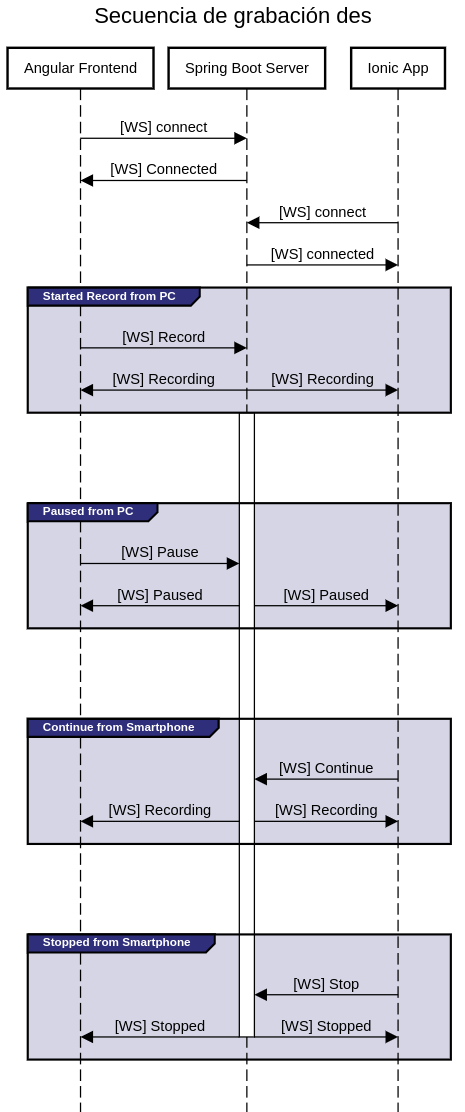 Secuencia de grabación des
Angular Frontend
Spring Boot Server
Ionic App
[WS] connect
[WS] Connected
[WS] connect
[WS] connected
Started Record from PC
[WS] Record
[WS] Recording
[WS] Recording
Paused from PC
[WS] Pause
[WS] Paused
[WS] Paused
Continue from Smartphone
[WS] Continue
[WS] Recording
[WS] Recording
Stopped from Smartphone
[WS] Stop
[WS] Stopped
[WS] Stopped